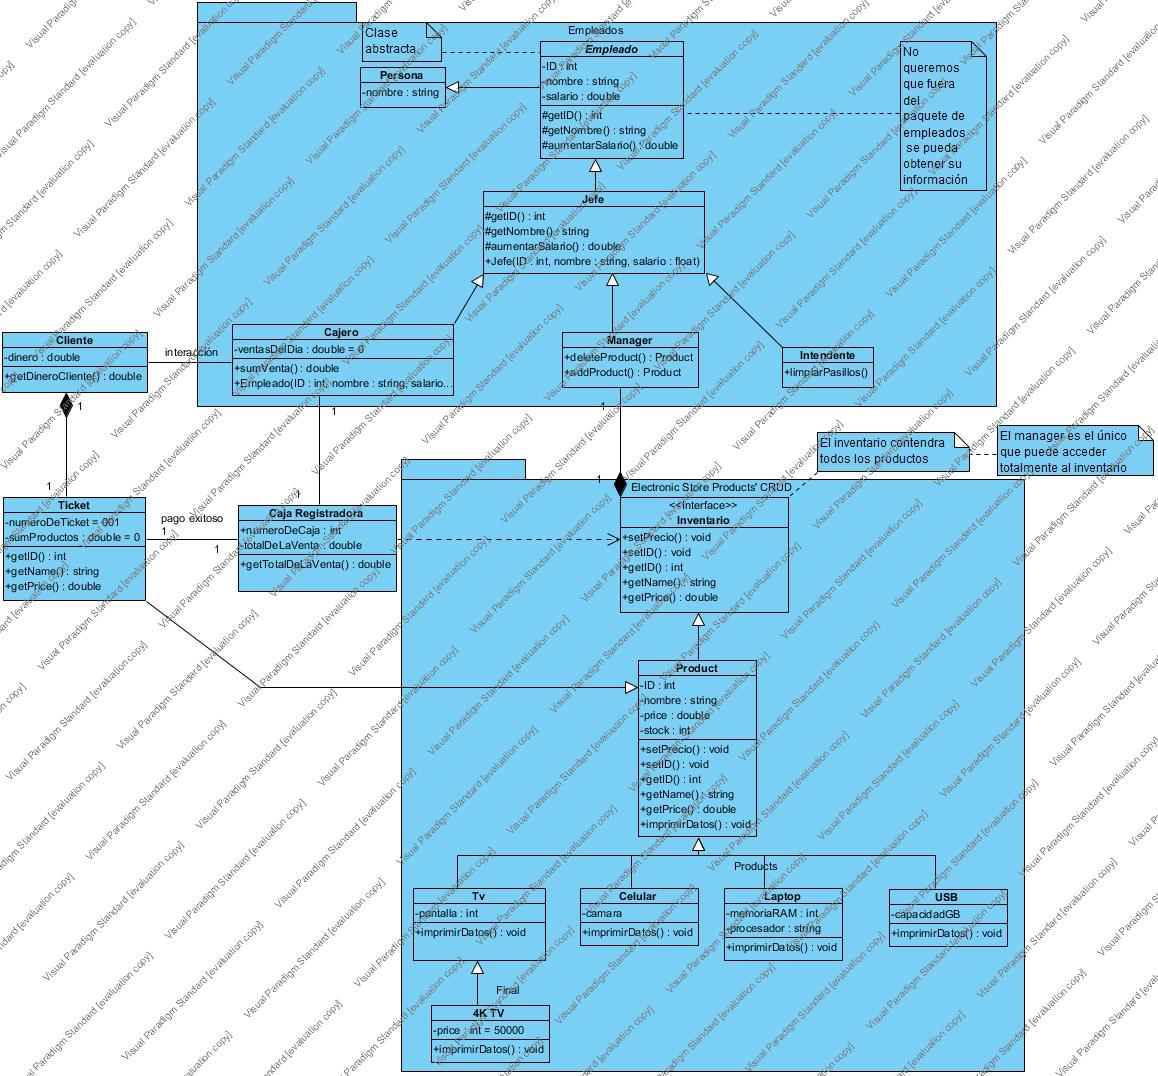 Empleados
Clase
abstracta
Empleado
-ID : int
-nombre : string
-salario : double
#getID() : int
#getNombre() : string
#aumentarSalario() : double
No
queremos
que fuera
del
paquete de
empleados
se pueda
obtener su
información
Persona
-nombre : string
Jefe
#getID() : int
#getNombre() : string
#aumentarSalario() : double
+Jefe(ID : int, nombre : string, salario : float)
Cliente
-dinero : double
+getDineroCliente() : double
interacción
Cajero
-ventasDelDia : double = 0
+sumVenta() : double
+Empleado(ID : int, nombre : string, salario...
Manager
+deleteProduct() : Product
+addProduct() : Product
Intendente
+limpiarPasillos()
1
1
1
El inventario contendra
todos los productos
El manager es el único
que puede acceder
totalmente al inventario
1
1
1
Electronic Store Products' CRUD
Ticket
-numeroDeTicket = 001
-sumProductos : double = 0
+getID() : int
+getName() : string
+getPrice() : double
pago exitoso
1
1
Caja Registradora
+numeroDeCaja : int
-totalDeLaVenta : double
+getTotalDeLaVenta() : double
<<Interface>>
Inventario
+setPrecio() : void
+setID() : void
+getID() : int
+getName() : string
+getPrice() : double
Product
-ID : int
-nombre : string
-price : double
-stock : int
+setPrecio() : void
+setID() : void
+getID() : int
+getName() : string
+getPrice() : double
+imprimirDatos() : void
Products
Tv
-pantalla : int
+imprimirDatos() : void
Celular
-camara
+imprimirDatos() : void
Laptop
-memoriaRAM : int
-procesador : string
+imprimirDatos() : void
USB
-capacidadGB
+imprimirDatos() : void
Final
4K TV
-price : int = 50000
+imprimirDatos() : void
Visual Paradigm Standard [evaluation copy]